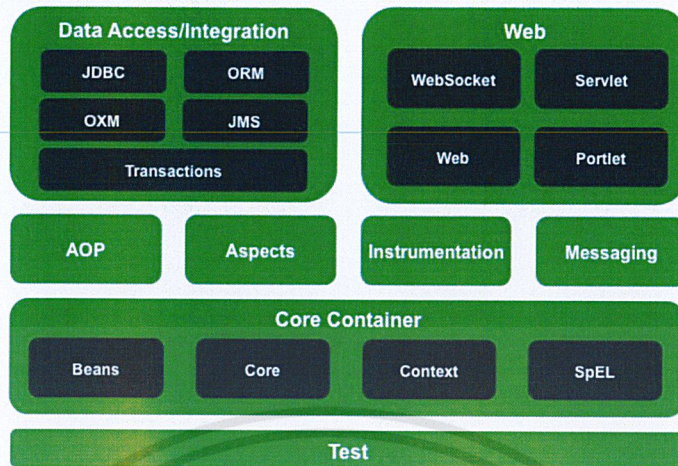 Data Access/Integration
JDBC
ORM
OXM
JMS
Transactions
Web
WebSocket
Servlet
Web
Portlet
AOP
Aspects
Instrumentation
Messaging
Core Container
Beans
Core
Context
SpEL
Test